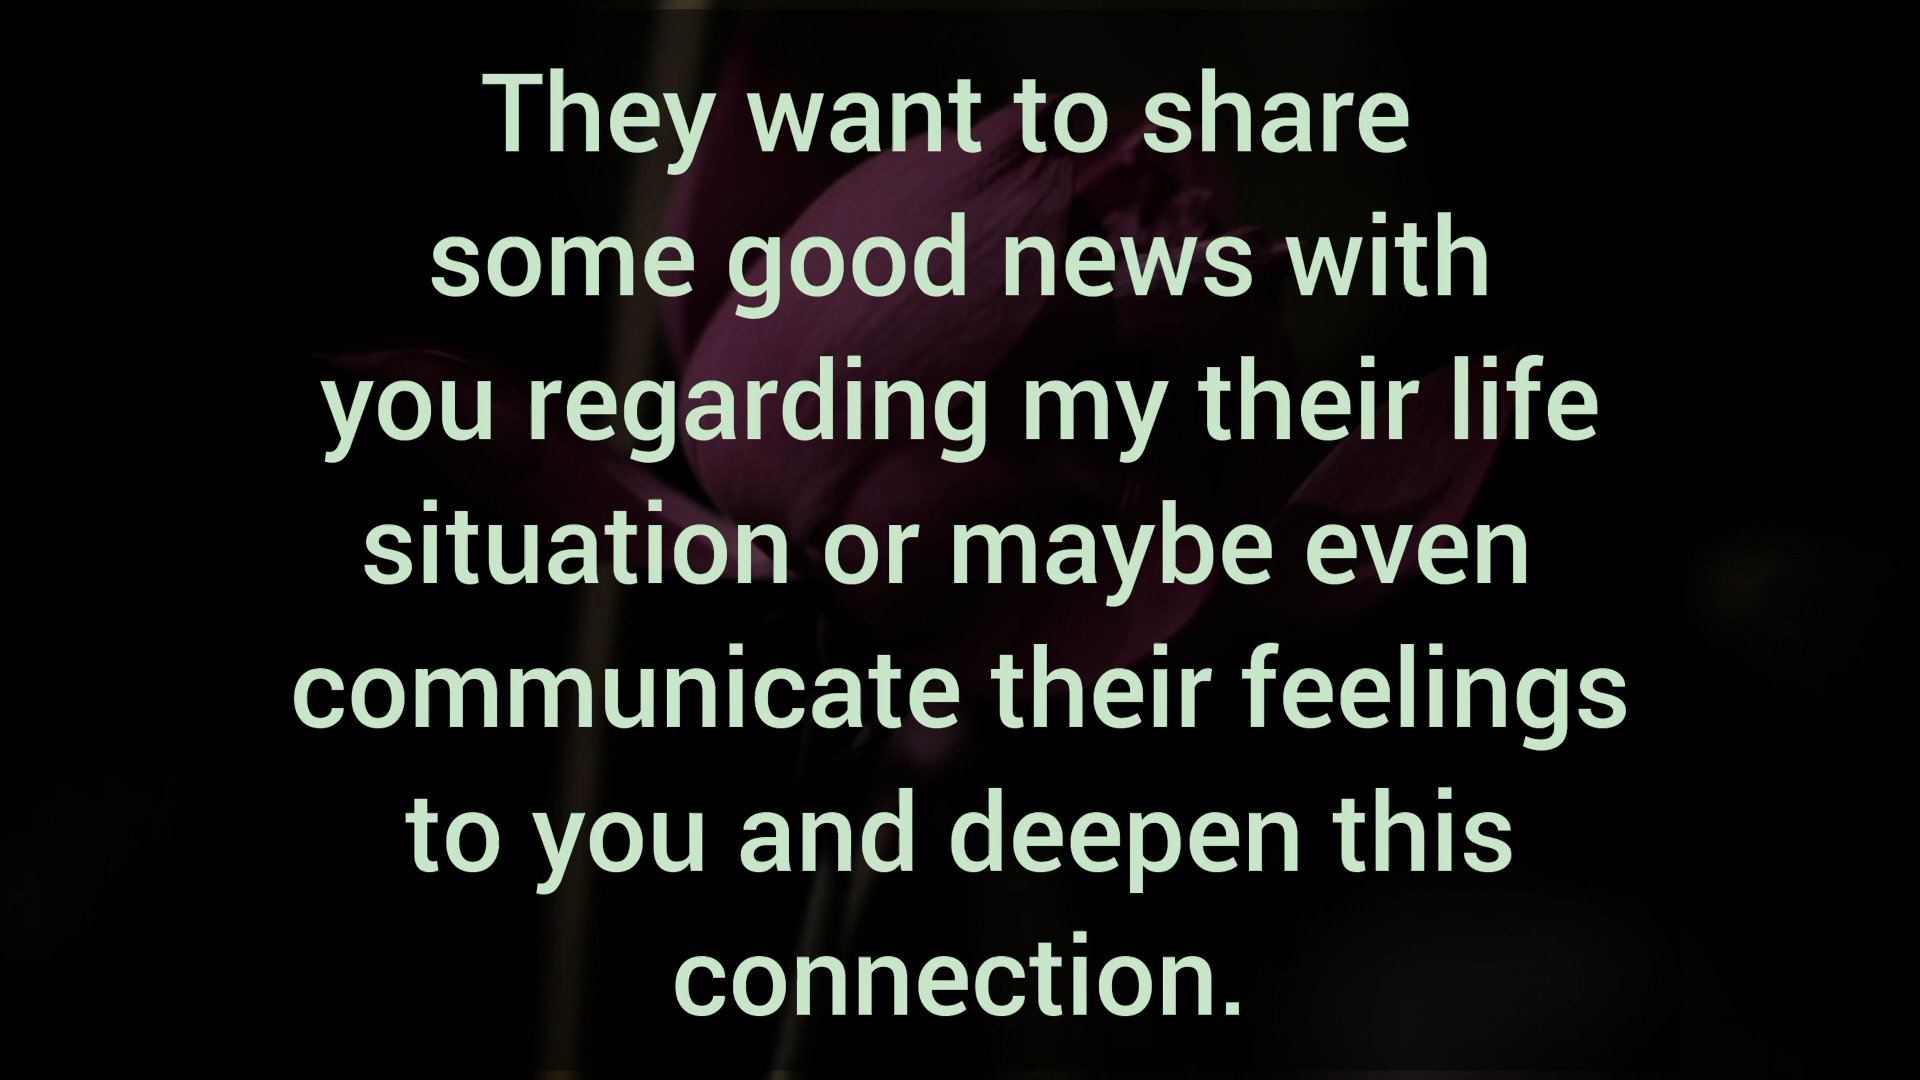 They want to share
some good news with
you regarding my their life
situation or maybe even
communicate their feelings
to you and deepen this
connection.